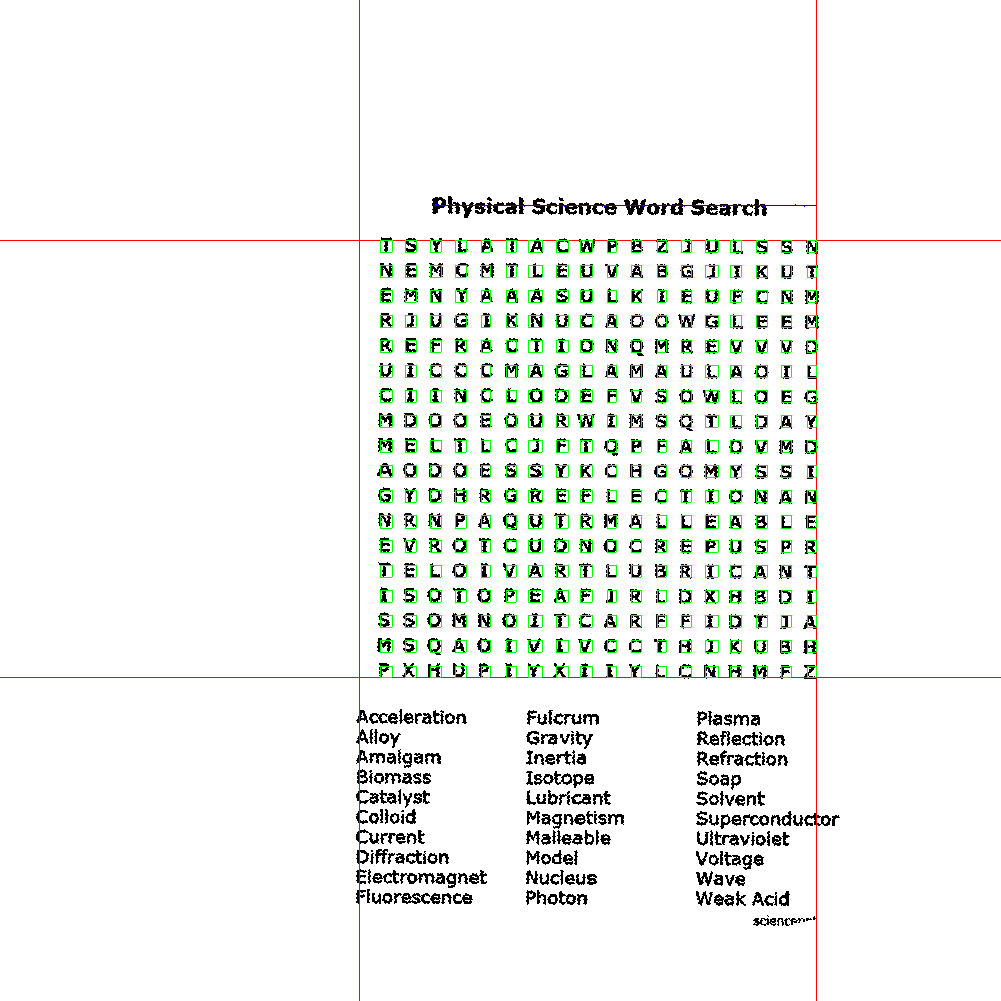 Physical Science Word Search
T S Y L A T A C W P B Z J U L S S N
N E M C M T L E U V A B G J I K U T
E M N Y A A A S U L K I E U F C N M
R J U G I K N U C A O O W G L E E M
R E F R A C T I O N Q M R E V V V D
U I C C C M A G L A M A U L A O I L
C I I N C L O D E F V S O W L O E G
M D O O E O U R W I M S Q T L D A Y
M E L T L C J F T Q P F A L O V M D
A O D O E S S Y K C H G O M Y S S I
G Y D H R G R E F L E C T I O N A N
N R N P A Q U T R M A L L E A B L E
E V R O T C U D N O C R E P U S P R
T E L O I V A R T L U B R I C A N T
I S O T O P E A F J R L D X H B D I
S S O M N O I T C A R F F I D T J A
M S Q A O I V I V C C T H J K U B H
P X H U P I Y X I I Y L C N H M F Z
Acceleration Fulcrum Plasma
Alloy Gravity Reflection
Amalgam Inertia Refraction
Biomass Isotope Soap
Catalyst Lubricant Solvent
Colloid Magnetism Superconductor
Current Malleable Ultraviolet
Diffraction Model Voltage
Electromagnet Nucleus Wave
Fluorescence Photon Weak Acid